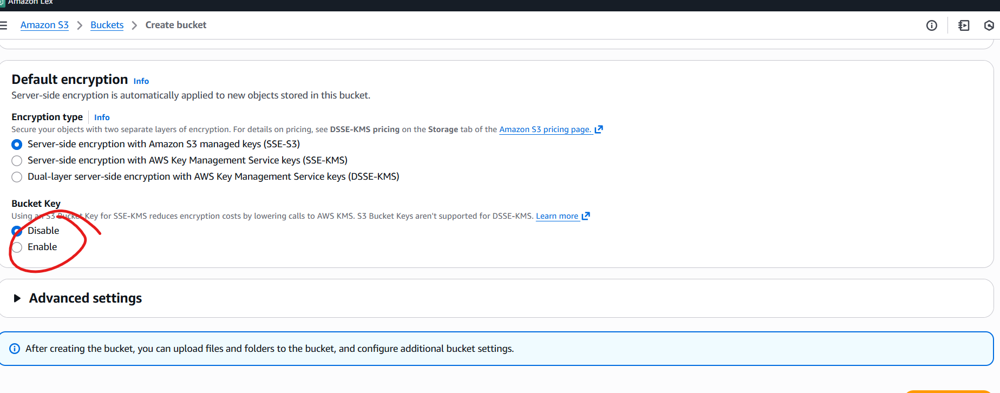 Amazon Lex
Amazon S3 > Buckets > Create bucket
Default encryption Info
Server-side encryption is automatically applied to new objects stored in this bucket.
Encryption type Info
Secure your objects with two separate layers of encryption. For details on pricing, see DSSE-KMS pricing on the Storage tab of the Amazon S3 pricing page.
Server-side encryption with Amazon S3 managed keys (SSE-S3)
Server-side encryption with AWS Key Management Service keys (SSE-KMS)
Dual-layer server-side encryption with AWS Key Management Service keys (DSSE-KMS)
Bucket Key
Using an S3 Bucket Key for SSE-KMS reduces encryption costs by lowering calls to AWS KMS. S3 Bucket Keys aren't supported for DSSE-KMS. Learn more
Disable
Enable
Advanced settings
After creating the bucket, you can upload files and folders to the bucket, and configure additional bucket settings.